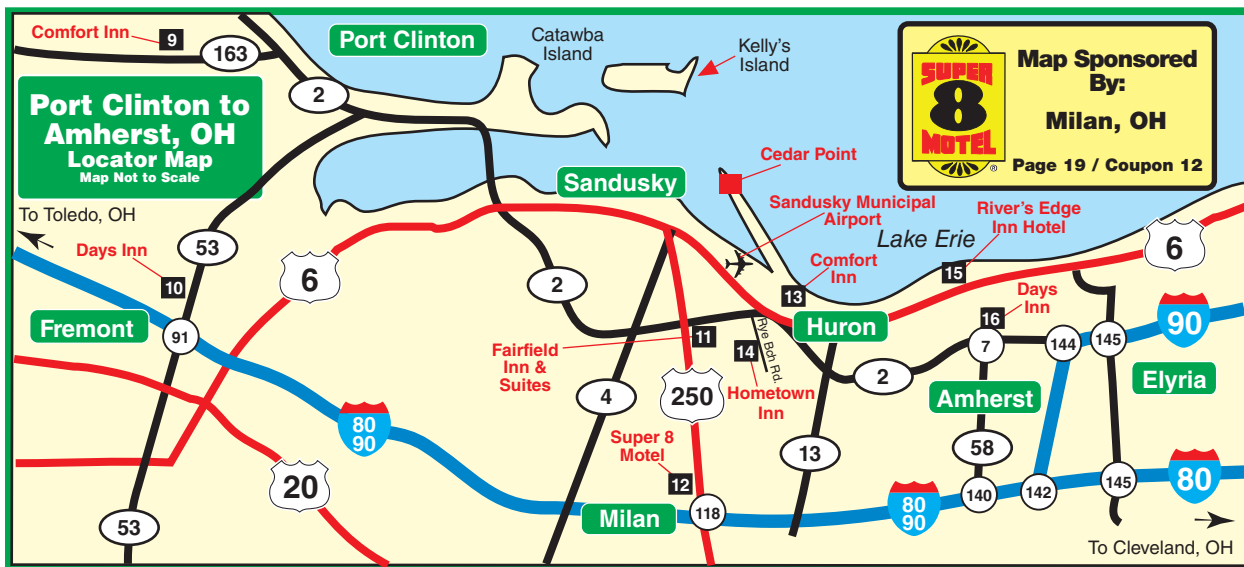 Comfort Inn
9
163
2
Port Clinton
Catawba
Island
Kelly's
Island
SUPER
8
MOTEL
®
Map Sponsored
By:
Milan, OH
Page 19 / Coupon 12
Port Clinton to
Amherst, OH
Locator Map
Map Not to Scale
To Toledo, OH
Days Inn
10
53
6
Sandusky
Cedar Point
Sandusky Municipal
Airport
Lake Erie
River's Edge
Inn Hotel
15
6
Comfort
Inn
13
2
Fremont
91
Fairfield
Inn &
Suites
11
Rye Bch Rd.
14
Hometown
Inn
Huron
Days
Inn
16
7
144
145
90
Elyria
2
Amherst
4
250
80
90
20
Super 8
Motel
12
13
58
53
Milan
118
80
90
140
142
145
80
To Cleveland, OH